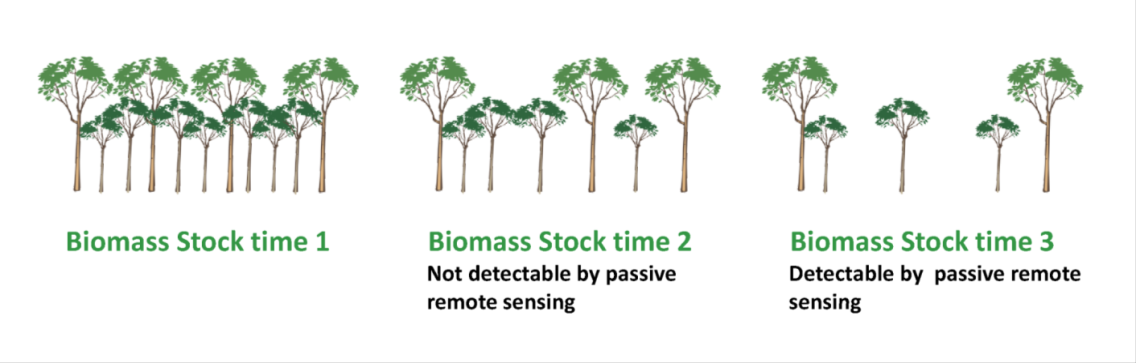 Biomass Stock time 1
Biomass Stock time 2
Not detectable by passive
remote sensing
Biomass Stock time 3
Detectable by  passive remote
sensing